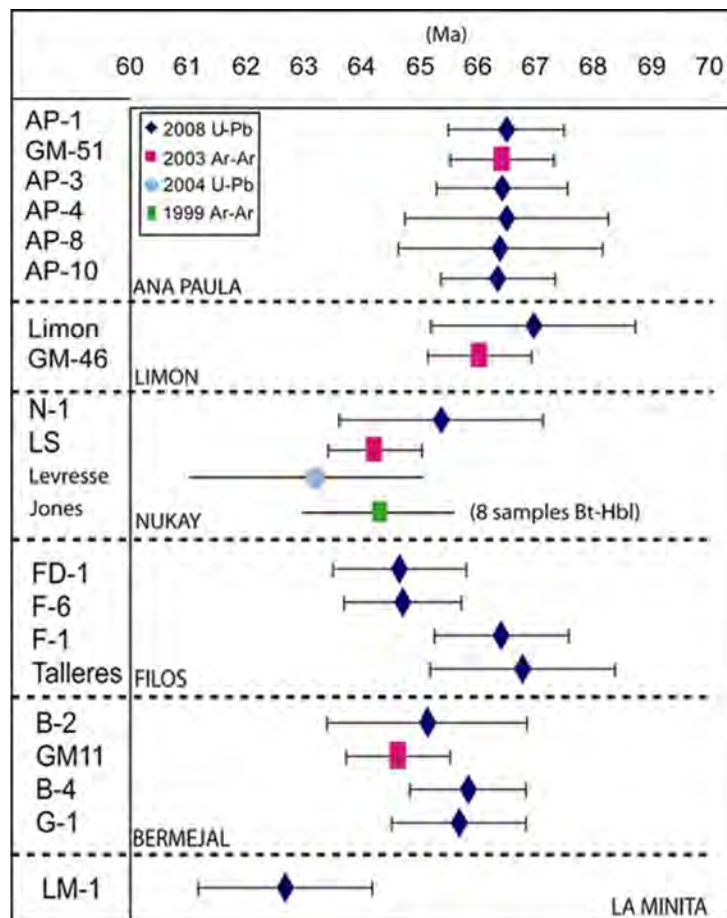 (Ma)
60 61 62 63 64 65 66 67 68 69 70
AP-1
GM-51
AP-3
AP-4
AP-8
AP-10
2008 U-Pb
2003 Ar-Ar
2004 U-Pb
1999 Ar-Ar
ANA PAULA
Limon
GM-46
LIMON
N-1
LS
Levresse
Jones
NUKAY
(8 samples Bt-Hbl)
FD-1
F-6
F-1
Talleres
FILOS
B-2
GM11
B-4
G-1
BERMEJAL
LM-1
LA MINITA